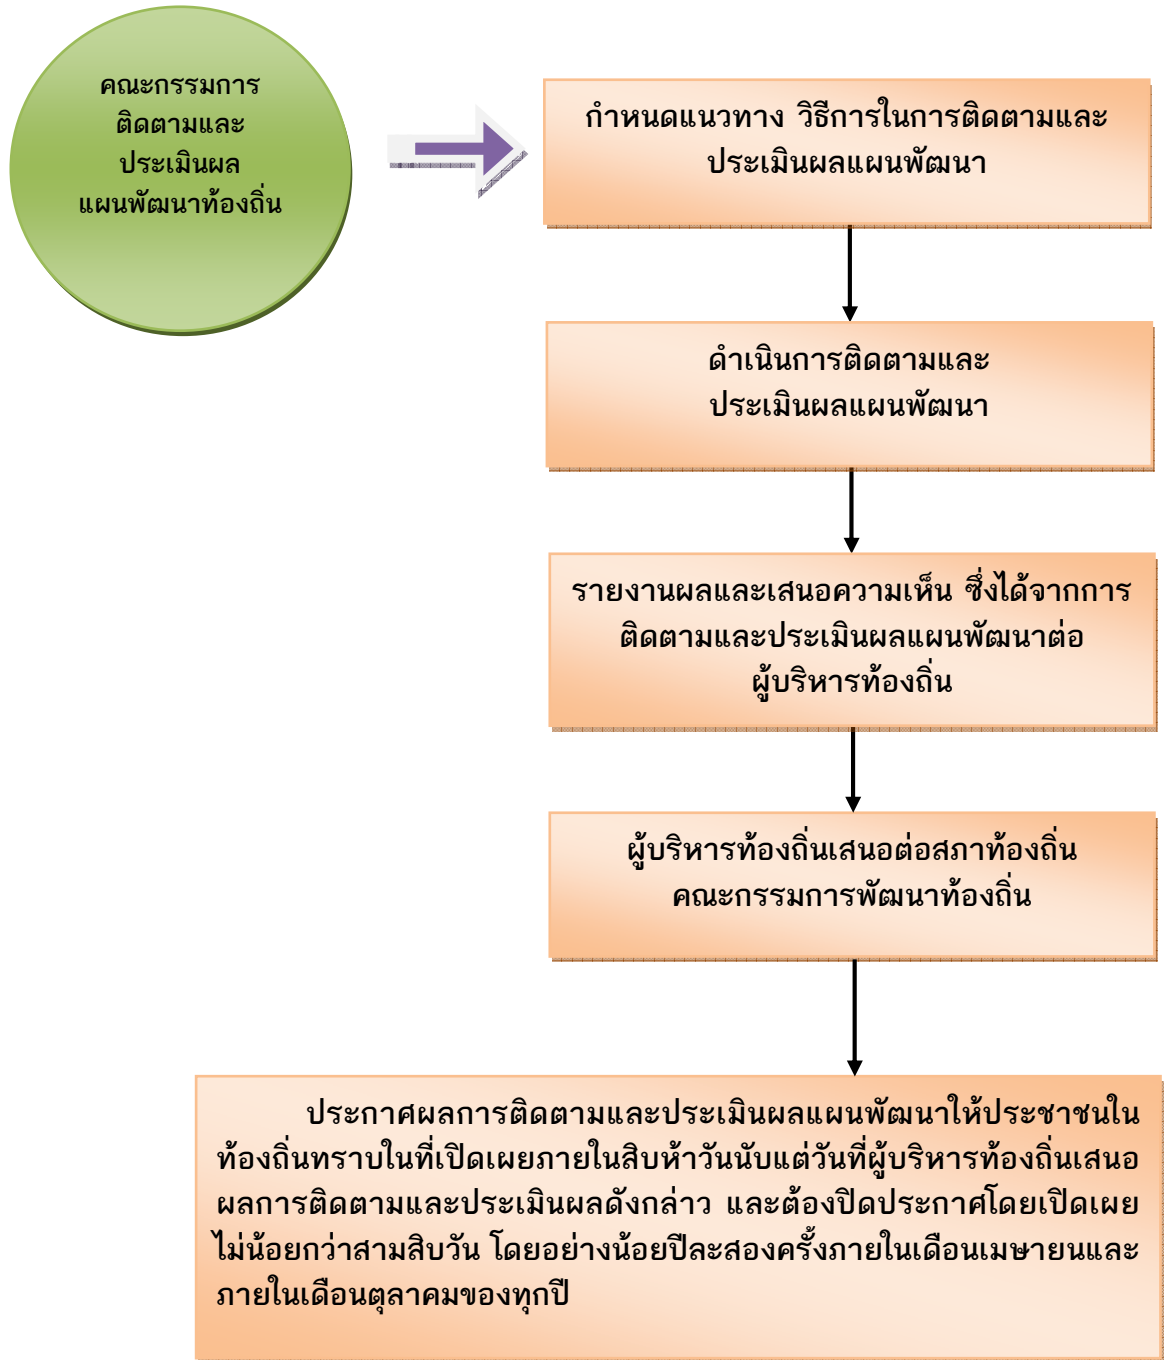 คณะกรรมการ
ติดตามและ
ประเมินผล
แผนพัฒนาท้องถิ่น
กำหนดแนวทาง วิธีการในการติดตามและ
ประเมินผลแผนพัฒนา
ดำเนินการติดตามและ
ประเมินผลแผนพัฒนา
รายงานผลและเสนอความเห็น ซึ่งได้จากการ
ติดตามและประเมินผลแผนพัฒนาต่อ
ผู้บริหารท้องถิ่น
ผู้บริหารท้องถิ่นเสนอต่อสภาท้องถิ่น
คณะกรรมการพัฒนาท้องถิ่น
ประกาศผลการติดตามและประเมินผลแผนพัฒนาให้ประชาชนใน
ท้องถิ่นทราบในที่เปิดเผยภายในสิบห้าวันนับแต่วันที่ผู้บริหารท้องถิ่นเสนอ
ผลการติดตามและประเมินผลดังกล่าว และต้องปิดประกาศโดยเปิดเผย
ไม่น้อยกว่าสามสิบวัน โดยอย่างน้อยปีละสองครั้งภายในเดือนเมษายนและ
ภายในเดือนตุลาคมของทุกปี